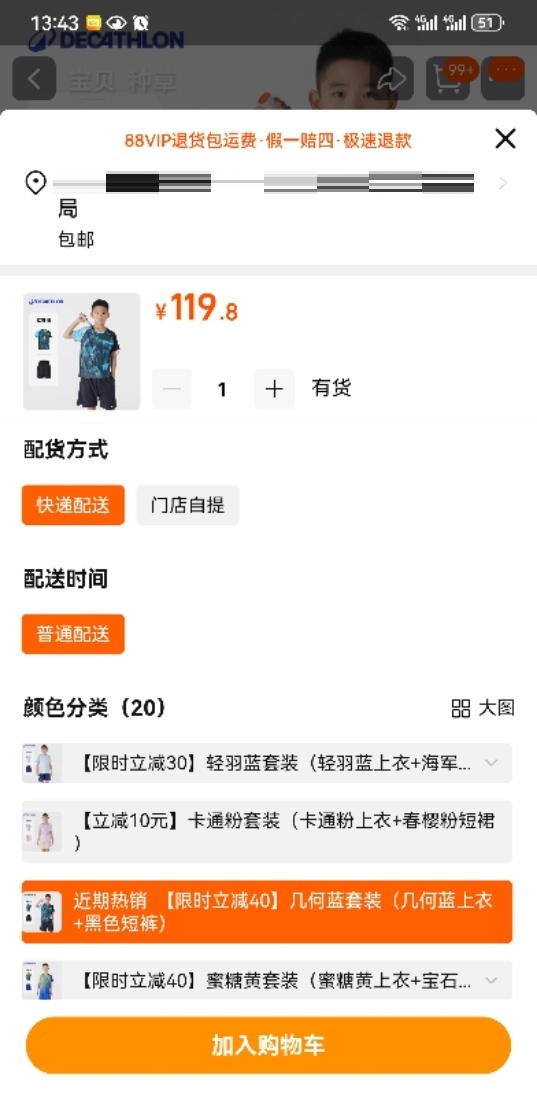 13:43
4G 4G 51
DECATHLON
宝贝 种草
99+
88VIP退货包运费·假一赔四·极速退款
局
包邮
DECATHLON
¥119.8
1 有货
配货方式
快递配送 门店自提
配送时间
普通配送
颜色分类（20） 大图
【限时立减30】轻羽蓝套装（轻羽蓝上衣+海军...
【立减10元】卡通粉套装（卡通粉上衣+春樱粉短裙
）
近期热销 【限时立减40】几何蓝套装（几何蓝上衣
+黑色短裤）
【限时立减40】蜜糖黄套装（蜜糖黄上衣+宝石...
加入购物车